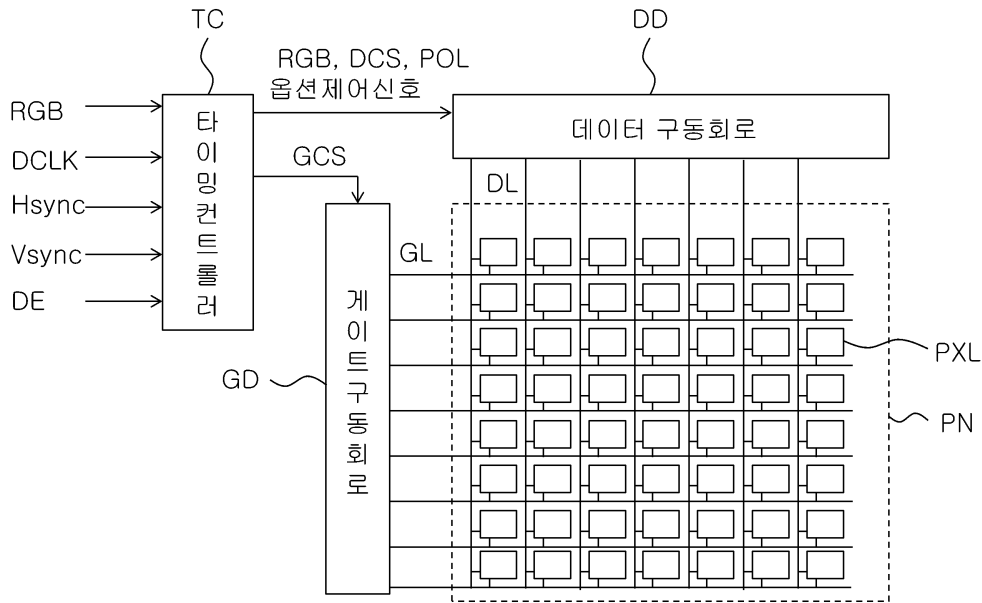 TC
DD
RGB, DCS, POL
옵션제어신호
RGB
DCLK
Hsync
Vsync
DE
타이밍컨트롤러
데이터 구동회로
GCS
DL
GL
게이트구동회로
GD
PXL
PN